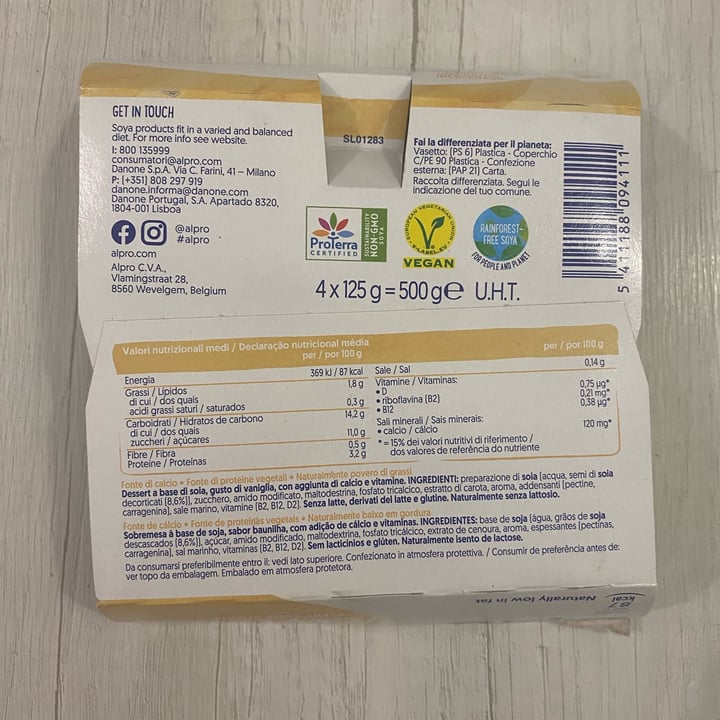 GET IN TOUCH
Soya products fit in a varied and balanced
diet. For more info see website.
I: 800 135999
consumatori@alpro.com
Danone S.p.A. Via C. Farini, 41 – Milano
P: (+351) 808 297 919
danone.informa@danone.com
Danone Portugal, S.A. Apartado 8320,
1804-001 Lisboa
@alpro
#alpro
alpro.com
Alpro C.V.A.,
Vlamingstraat 28,
8560 Wevelgem, Belgium
SL01283
Fai la differenziata per il pianeta:
Vasetto: [PS 6] Plastica - Coperchio
C/PE 90 Plastica - Confezione
esterna: [PAP 21] Carta.
Raccolta differenziata. Segui le
indicazione del tuo comune.
5 411188 094111
ProTerra
CERTIFIED
SUSTAINABILITY
NON-GMO
SOYA
EUROPEAN VEGETARIAN UNION
V-LABEL.EU
VEGAN
RAINFOREST-
FREE SOYA
FOR PEOPLE AND PLANET
4 x 125 g = 500 g e U.H.T.
Valori nutrizionali medi / Declaração nutricional média
per / por 100 g
per / por 100 g
Energia 369 kJ / 87 kcal
Grassi / Lípidos 1,8 g
di cui / dos quais
acidi grassi saturi / saturados 0,3 g
Carboidrati / Hidratos de carbono 14,2 g
di cui / dos quais
zuccheri / açúcares 11,0 g
Fibre / Fibra 0,5 g
Proteine / Proteínas 3,2 g
Sale / Sal 0,14 g
Vitamine / Vitaminas:
• D 0,75 µg*
• riboflavina (B2) 0,21 mg*
• B12 0,38 µg*
Sali minerali / Sais minerais:
• calcio / cálcio 120 mg*
* = 15% dei valori nutritivi di riferimento /
dos valores de referência do nutriente
Fonte di calcio • Fonte di proteine vegetali • Naturalmente povero di grassi
Dessert a base di soia, gusto di vaniglia, con aggiunta di calcio e vitamine. INGREDIENTI: preparazione di soia [acqua, semi di soia
decorticati (8,6%)], zucchero, amido modificato, maltodestrina, fosfato tricalcico, estratto di carota, aroma, addensanti [pectine,
carragenina], sale marino, vitamine (B2, B12, D2). Senza latte, derivati del latte e glutine. Naturalmente senza lattosio.
Fonte de cálcio • Fonte de proteínas vegetais • Naturalmente baixo em gordura
Sobremesa à base de soja, sabor baunilha, com adição de cálcio e vitaminas. INGREDIENTES: base de soja (água, grãos de soja
descascados (8,6%)), açúcar, amido modificado, maltodextrina, fosfato tricálcico, extrato de cenoura, aroma, espessantes (pectinas,
carragenina), sal marinho, vitaminas (B2, B12, D2). Sem lacticínios e glúten. Naturalmente isento de lactose.
Da consumarsi preferibilmente entro il: vedi lato superiore. Confezionato in atmosfera protettiva. / Consumir de preferência antes de:
ver topo da embalagem. Embalado em atmosfera protetora.
87
kcal
Naturally low in fat